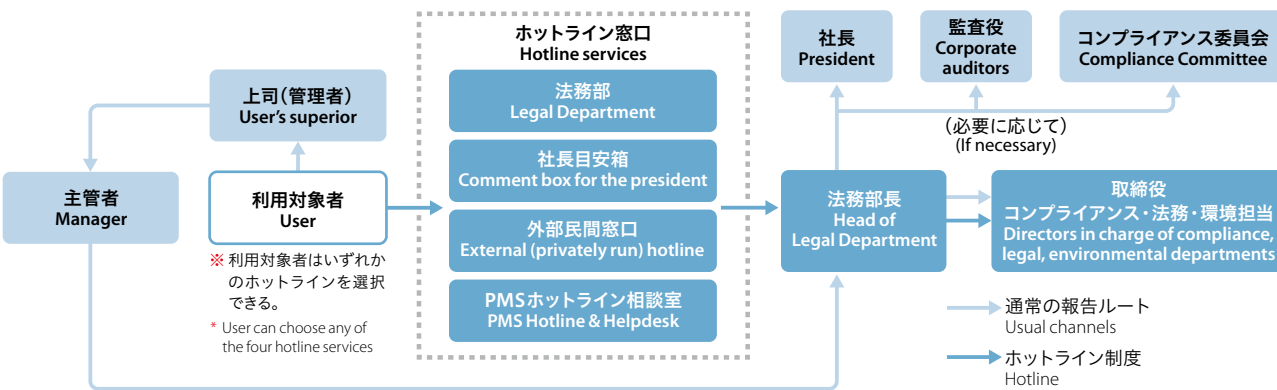 ホットライン窓口
Hotline services
法務部
Legal Department
社長目安箱
Comment box for the president
外部民間窓口
External (privately run) hotline
PMSホットライン相談室
PMS Hotline & Helpdesk
上司(管理者)
User's superior
主管者
Manager
利用対象者
User
※ 利用対象者はいずれか
のホットラインを選択
できる。
* User can choose any of
the four hotline services
社長
President
監査役
Corporate
auditors
コンプライアンス委員会
Compliance Committee
(必要に応じて)
(If necessary)
法務部長
Head of
Legal Department
取締役
コンプライアンス・法務・環境担当
Directors in charge of compliance,
legal, environmental departments
通常の報告ルート
Usual channels
ホットライン制度
Hotline